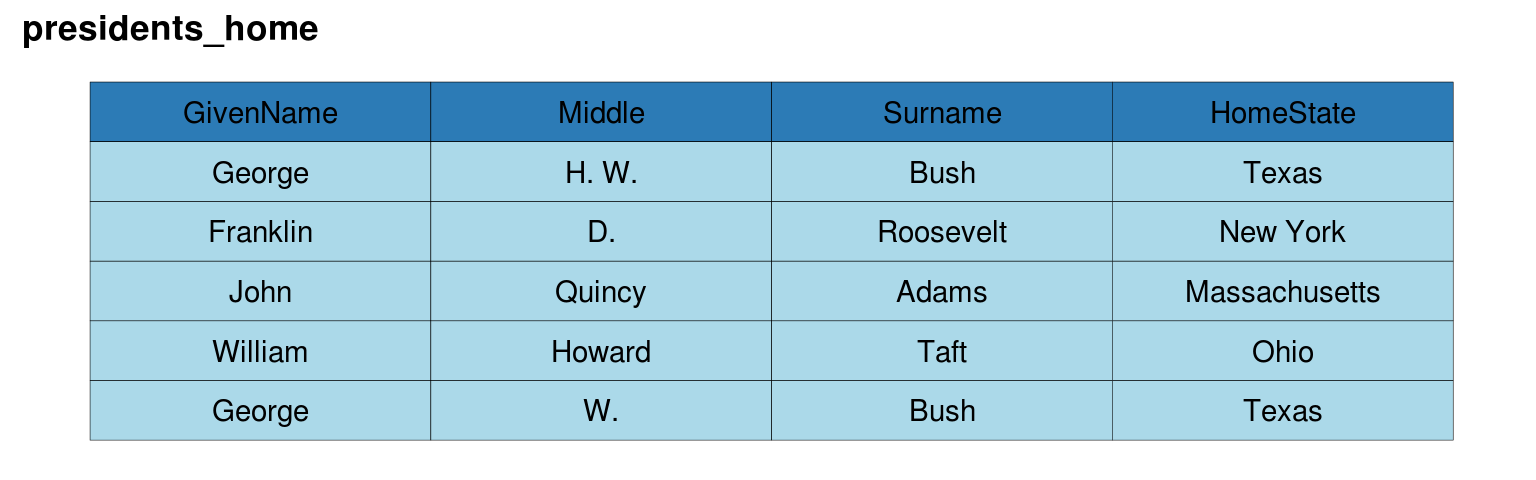 presidents_home
GivenName Middle Surname HomeState
George H. W. Bush Texas
Franklin D. Roosevelt New York
John Quincy Adams Massachusetts
William Howard Taft Ohio
George W. Bush Texas